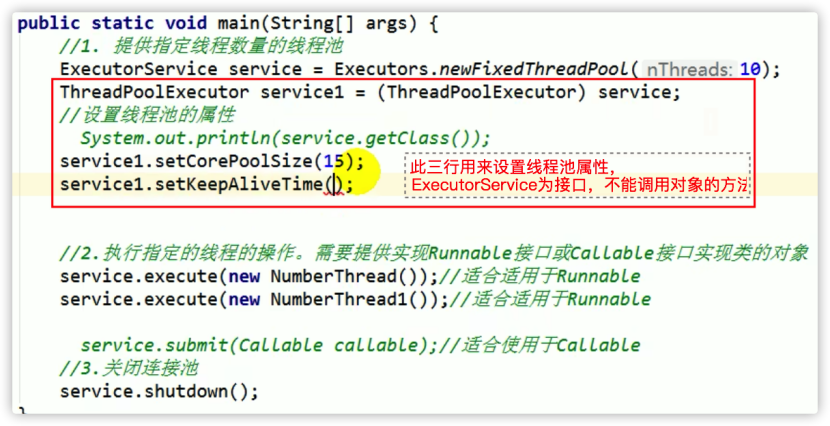 public static void main(String[] args) {
//1. 提供指定线程数量的线程池
ExecutorService service = Executors.newFixedThreadPool( nThreads: 10);
ThreadPoolExecutor service1 = (ThreadPoolExecutor) service;
//设置线程池的属性
System.out.println(service.getClass());
service1.setCorePoolSize(15);
service1.setKeepAliveTime();
此三行用来设置线程池属性，
ExecutorService为接口，不能调用对象的方法
//2.执行指定的线程的操作。需要提供实现Runnable接口或Callable接口实现类的对象
service.execute(new NumberThread());//适合适用于Runnable
service.execute(new NumberThread1());//适合适用于Runnable
service.submit(Callable callable);//适合使用于Callable
//3.关闭连接池
service.shutdown();
}